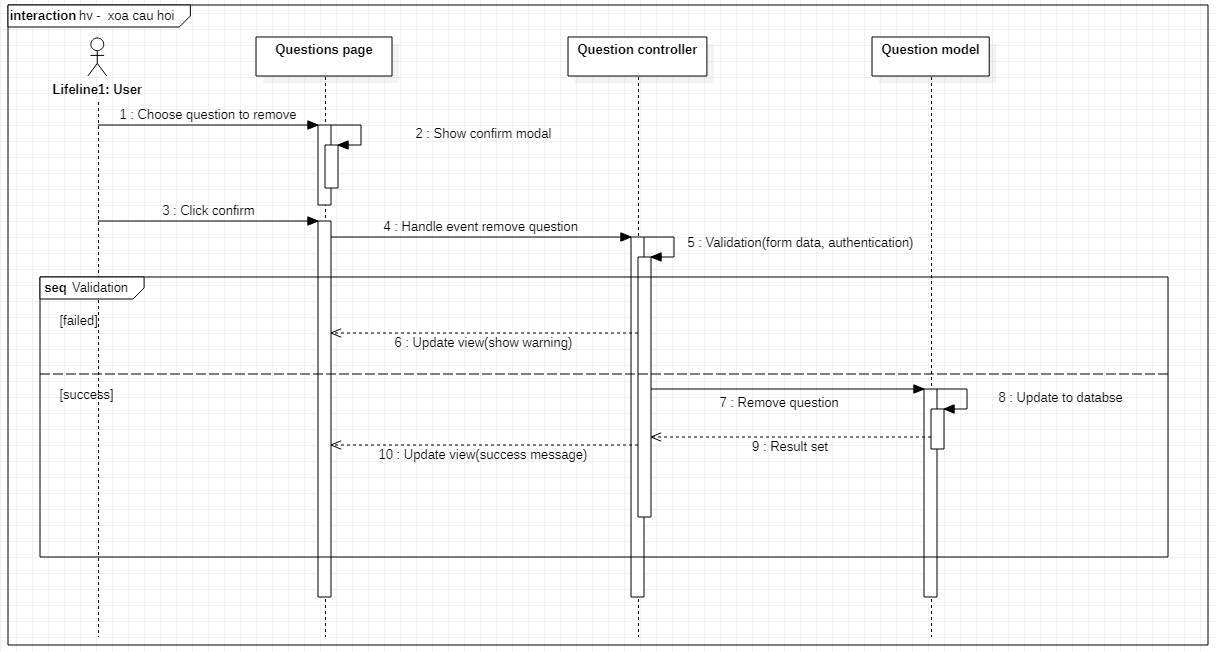 interaction hv - xoa cau hoi
Questions page
Question controller
Question model
Lifeline1: User
1 : Choose question to remove
2 : Show confirm modal
3 : Click confirm
4 : Handle event remove question
5 : Validation(form data, authentication)
seq Validation
[failed]
6 : Update view(show warning)
[success]
7 : Remove question
8 : Update to databse
9 : Result set
10 : Update view(success message)